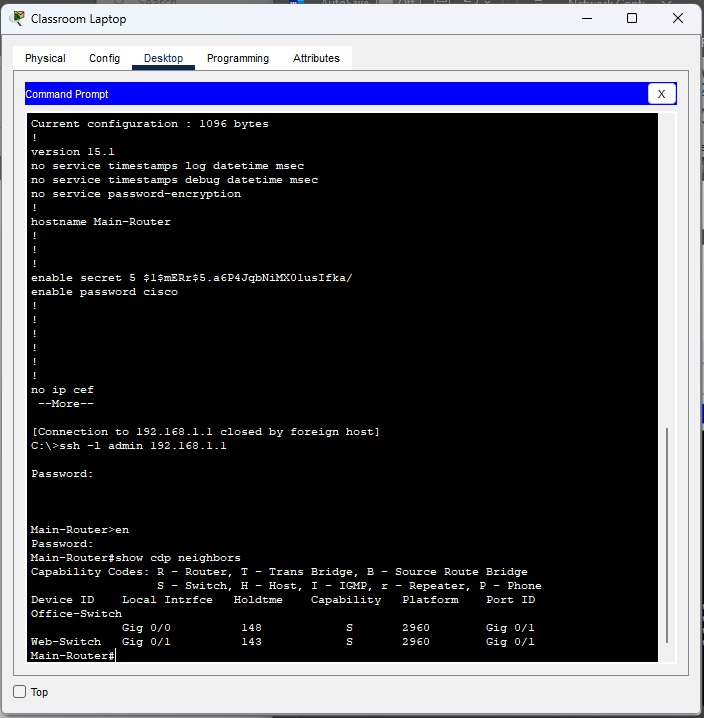 Classroom Laptop
Physical Config Desktop Programming Attributes
Command Prompt X
Current configuration : 1096 bytes
!
version 15.1
no service timestamps log datetime msec
no service timestamps debug datetime msec
no service password-encryption
!
hostname Main-Router
!
!
!
enable secret 5 $1$mERr$5.a6P4JqbNiMX01usIfka/
enable password cisco
!
!
!
!
!
!
no ip cef
--More--
[Connection to 192.168.1.1 closed by foreign host]
C:\>ssh -l admin 192.168.1.1
Password:
Main-Router>en
Password:
Main-Router#show cdp neighbors
Capability Codes: R - Router, T - Trans Bridge, B - Source Route Bridge
S - Switch, H - Host, I - IGMP, r - Repeater, P - Phone
Device ID Local Intrfce Holdtme Capability Platform Port ID
Office-Switch
Gig 0/0 148 S 2960 Gig 0/1
Web-Switch Gig 0/1 143 S 2960 Gig 0/1
Main-Router#
Top